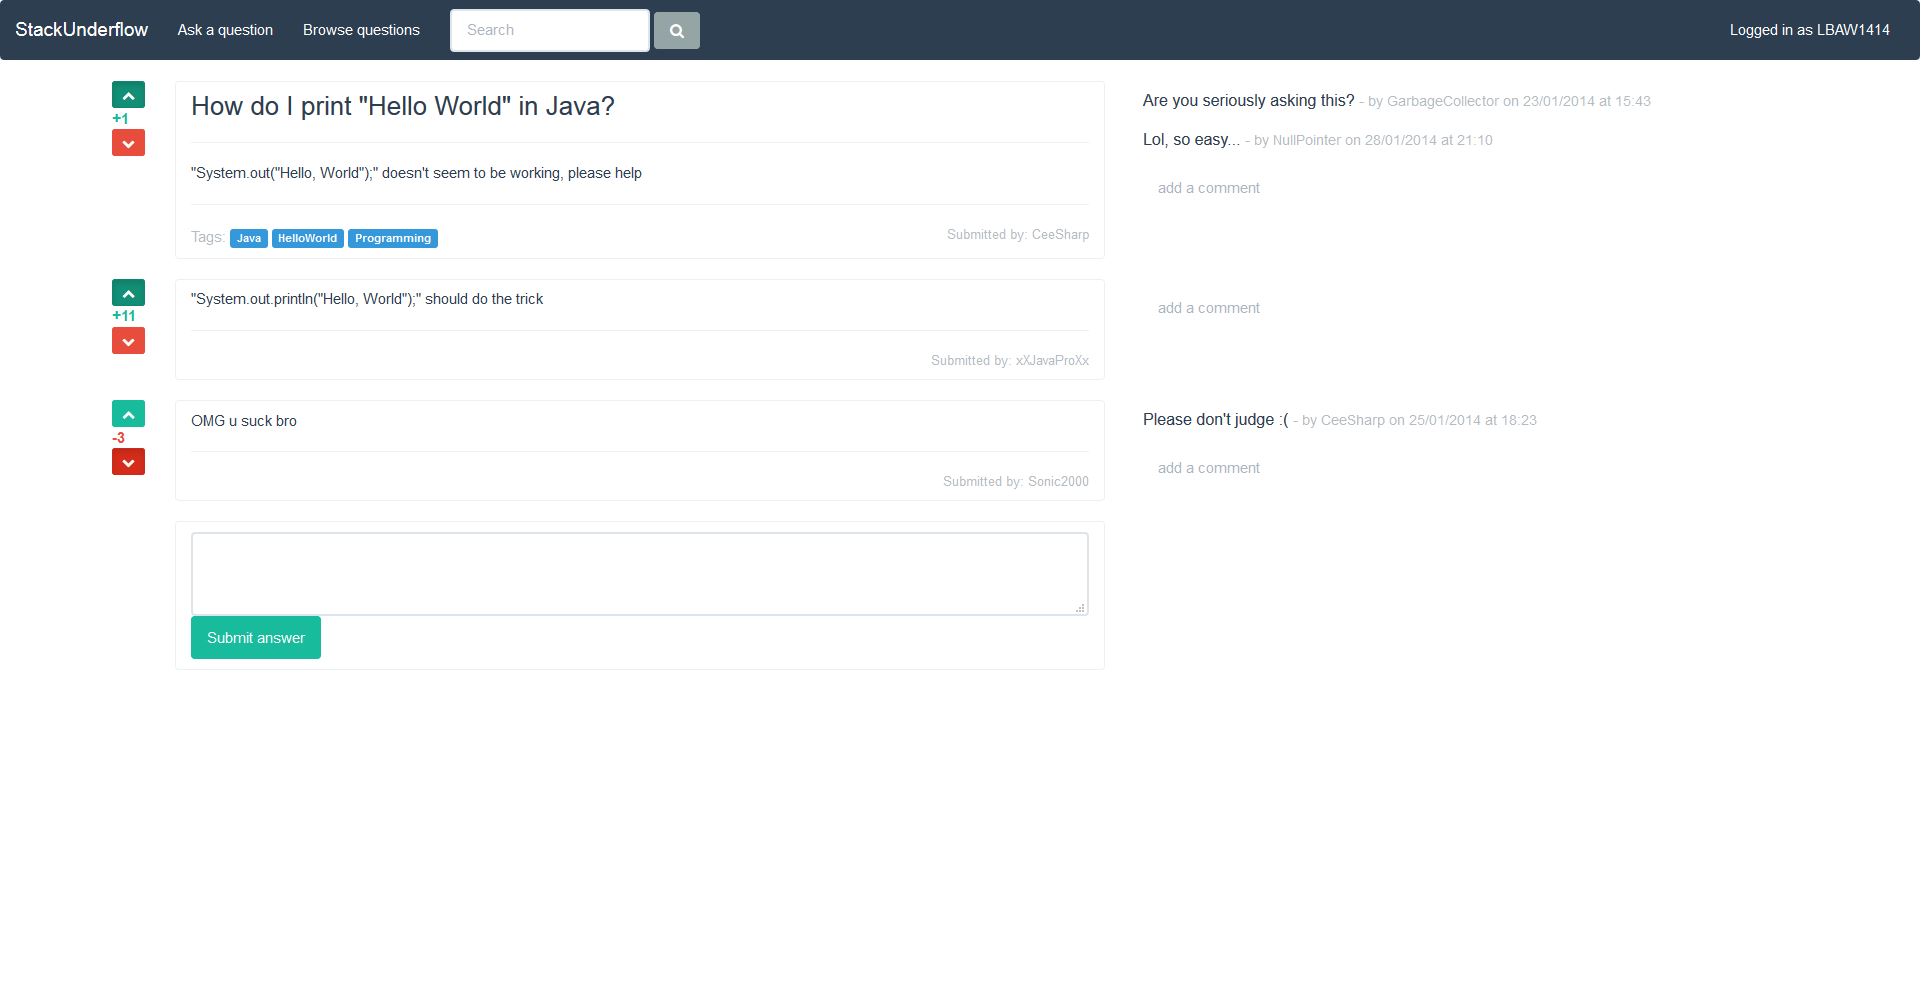 StackUnderflow Ask a question Browse questions Search Logged in as LBAW1414
+1
How do I print "Hello World" in Java?
"System.out("Hello, World");" doesn't seem to be working, please help
Tags: Java HelloWorld Programming
Submitted by: CeeSharp
Are you seriously asking this? - by GarbageCollector on 23/01/2014 at 15:43
Lol, so easy... - by NullPointer on 28/01/2014 at 21:10
add a comment
+11
"System.out.println("Hello, World");" should do the trick
Submitted by: xXJavaProXx
add a comment
-3
OMG u suck bro
Submitted by: Sonic2000
Please don't judge :( - by CeeSharp on 25/01/2014 at 18:23
add a comment
Submit answer